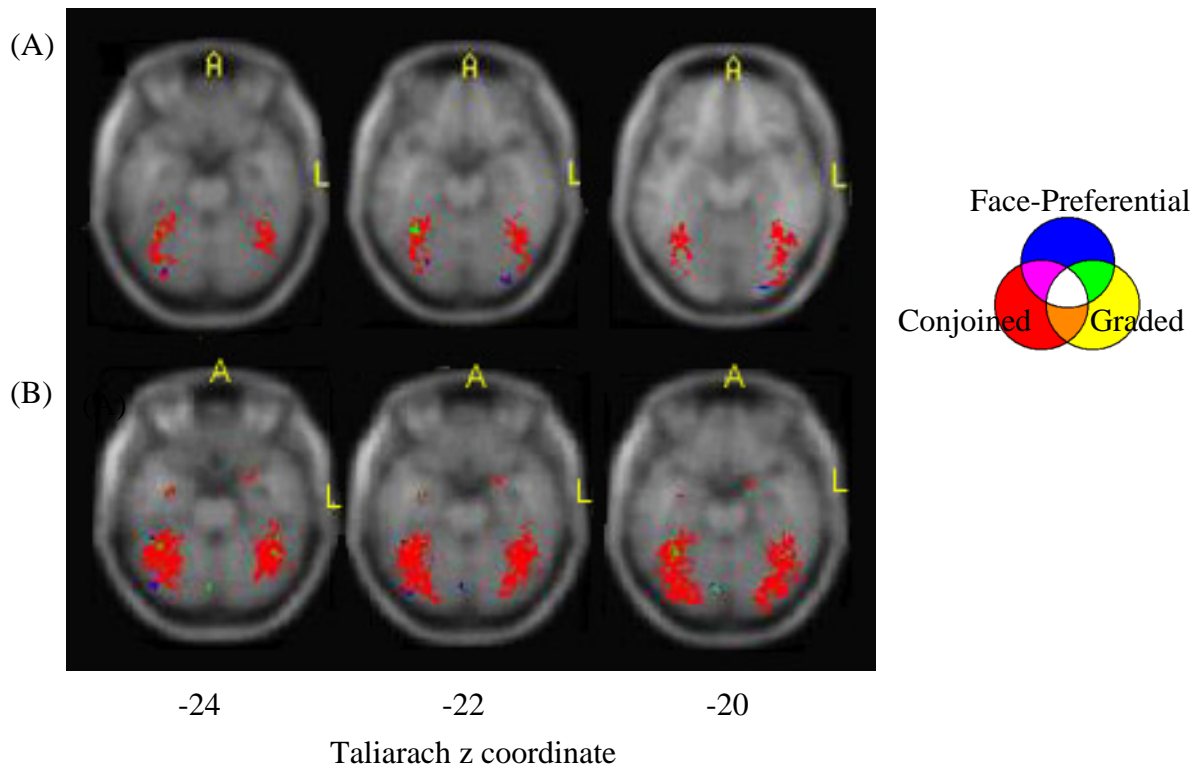 (A)
A A A
L L L
Face-Preferential
Conjoined Graded
(B)
(A)
A A A
L L L
-24 -22 -20
Taliarach z coordinate